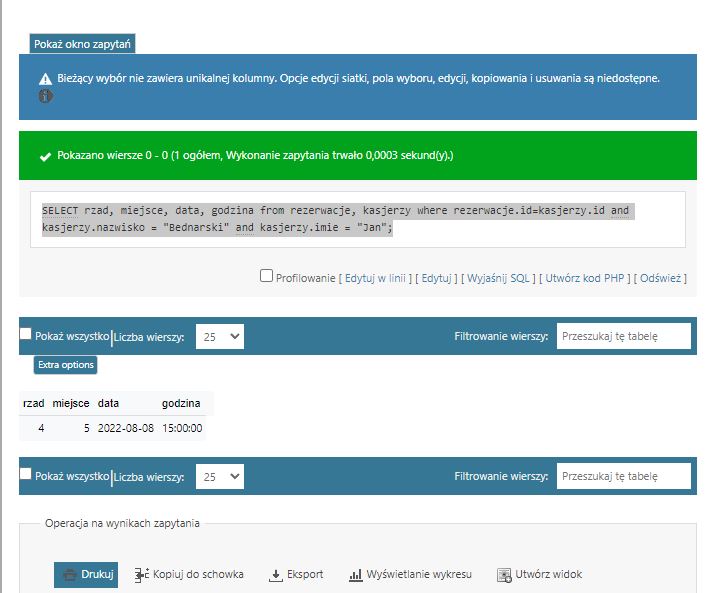 Pokaż okno zapytań
Bieżący wybór nie zawiera unikalnej kolumny. Opcje edycji siatki, pola wyboru, edycji, kopiowania i usuwania są niedostępne.
Pokazano wiersze 0 - 0 (1 ogółem, Wykonanie zapytania trwało 0,0003 sekund(y).)
SELECT rzad, miejsce, data, godzina from rezerwacje, kasjerzy where rezerwacje.id=kasjerzy.id and
kasjerzy.nazwisko = "Bednarski" and kasjerzy.imie = "Jan";
Profilowanie [ Edytuj w linii ] [ Edytuj ] [ Wyjaśnij SQL ] [ Utwórz kod PHP ] [ Odśwież ]
Pokaż wszystko Liczba wierszy: 25 Filtrowanie wierszy: Przeszukaj tę tabelę
Extra options
rzad miejsce data godzina
4 5 2022-08-08 15:00:00
Pokaż wszystko Liczba wierszy: 25 Filtrowanie wierszy: Przeszukaj tę tabelę
Operacja na wynikach zapytania
Drukuj Kopiuj do schowka Eksport Wyświetlanie wykresu Utwórz widok